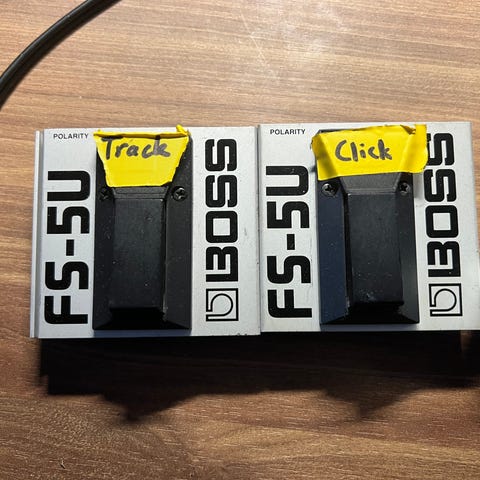 POLARITY
Track
FS-5U
BOSS
POLARITY
Click
FS-5U
BOSS